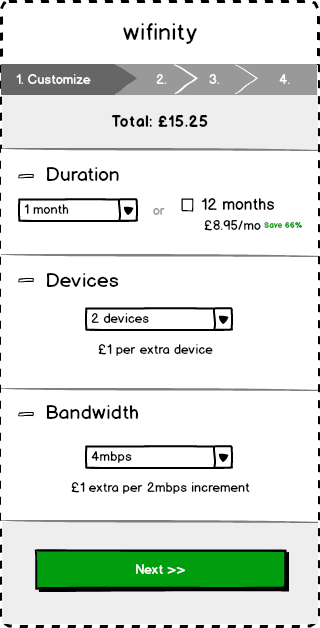 wifinity
1. Customize 2. 3. 4.
Total: £15.25
Duration
1 month or 12 months
£8.95/mo Save 66%
Devices
2 devices
£1 per extra device
Bandwidth
4mbps
£1 extra per 2mbps increment
Next >>